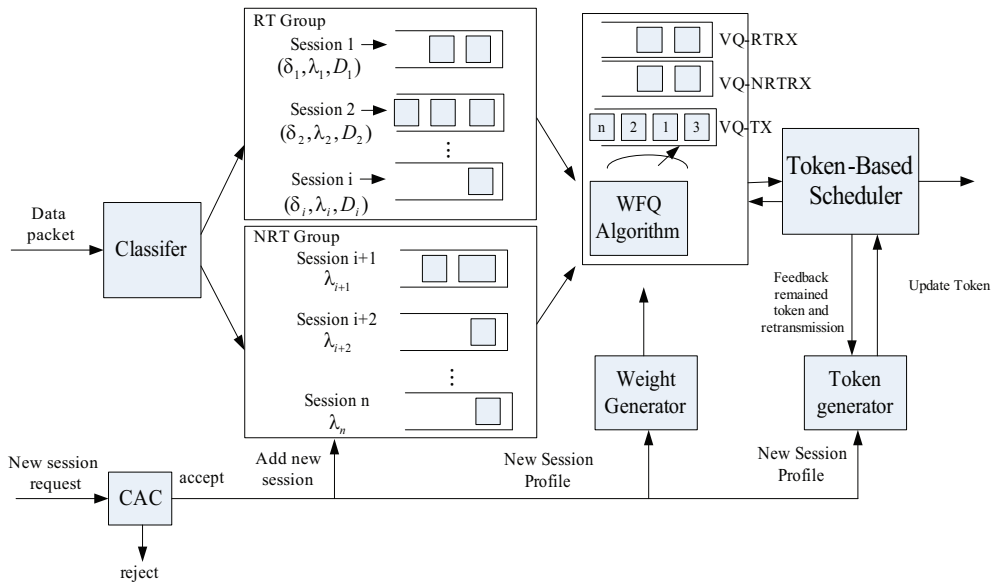 RT Group
Session 1
(δ1, λ1, D1)
Session 2
(δ2, λ2, D2)
⋮
Session i
(δi, λi, Di)
VQ-RTRX
VQ-NRTRX
VQ-TX
n 2 1 3
WFQ
Algorithm
Token-Based
Scheduler
Data
packet
Classifer
NRT Group
Session i+1
λi+1
Session i+2
λi+2
⋮
Session n
λn
Feedback
remained
token and
retransmission
Update Token
Weight
Generator
Token
generator
New session
request
CAC
accept
reject
Add new
session
New Session
Profile
New Session
Profile